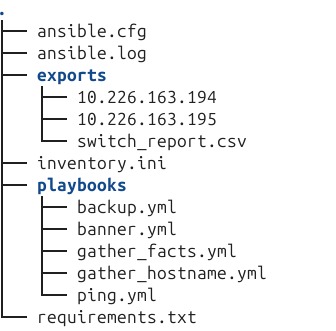 .
ansible.cfg
ansible.log
exports
10.226.163.194
10.226.163.195
switch_report.csv
inventory.ini
playbooks
backup.yml
banner.yml
gather_facts.yml
gather_hostname.yml
ping.yml
requirements.txt